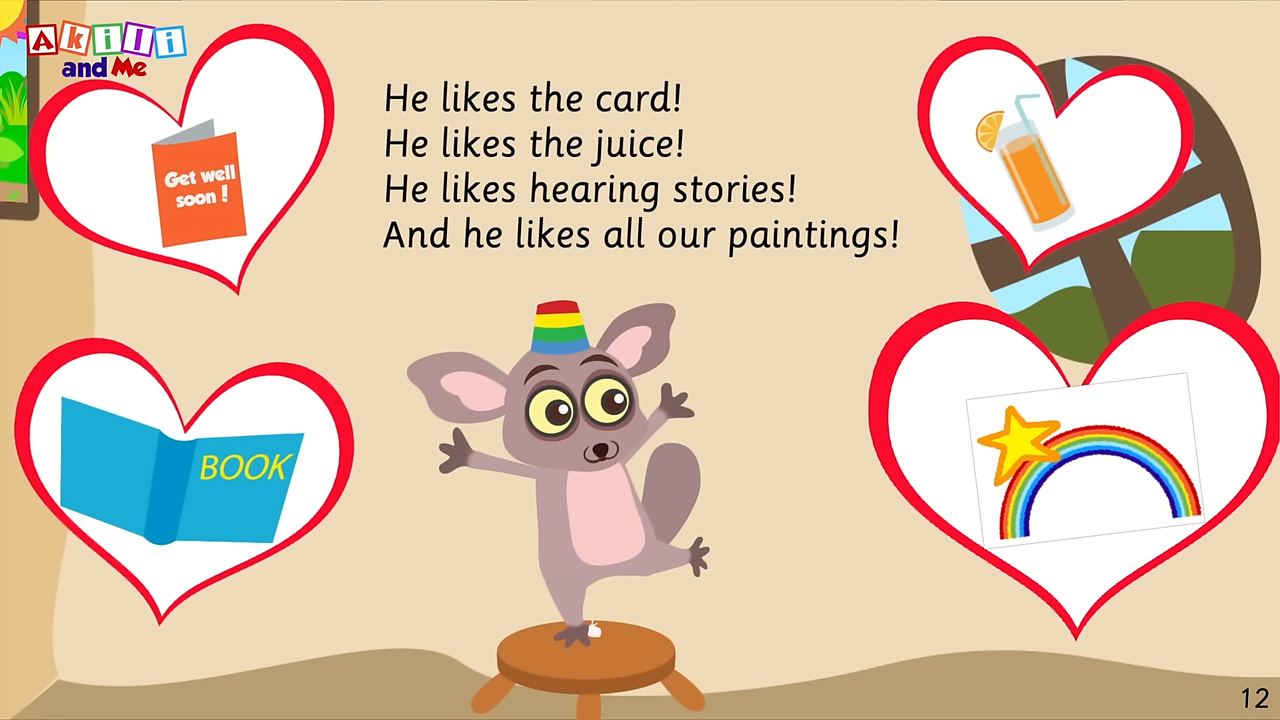 Akili
and Me
He likes the card!
He likes the juice!
He likes hearing stories!
And he likes all our paintings!
Get well
soon!
BOOK
12